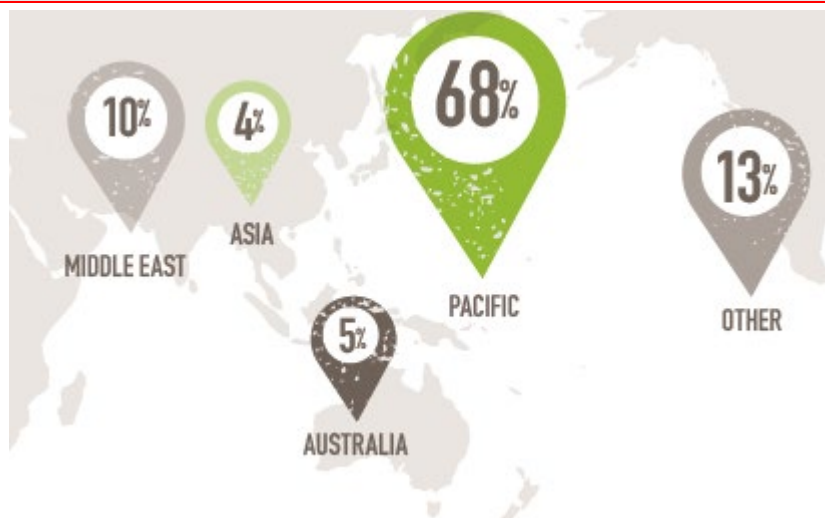 68%
10%
4%
13%
ASIA
MIDDLE EAST
PACIFIC
OTHER
5%
AUSTRALIA